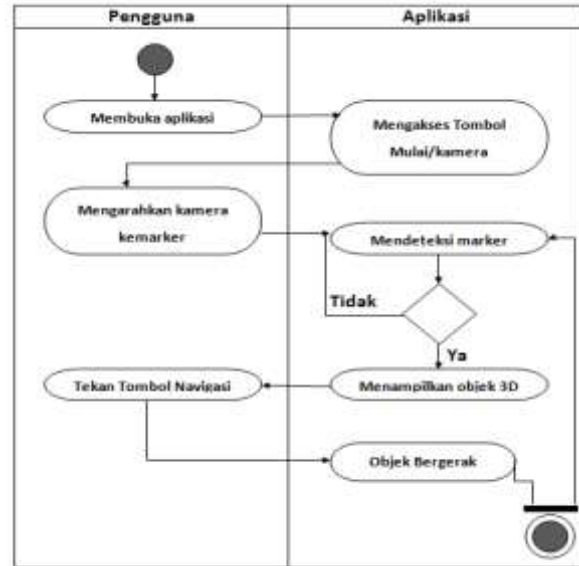 Pengguna
Aplikasi
Membuka aplikasi
Mengakses Tombol
Mulai/kamera
Mengarahkan kamera
kemarker
Mendeteksi marker
Tidak
Ya
Tekan Tombol Navigasi
Menampilkan objek 3D
Objek Bergerak